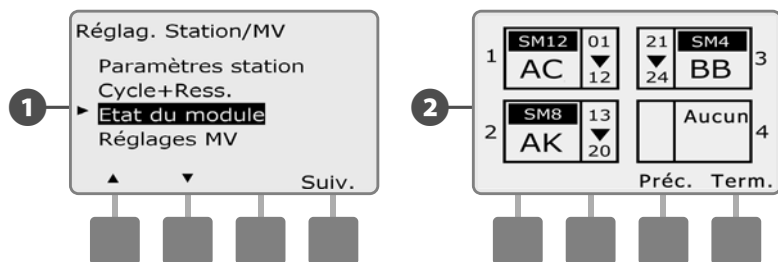 1
Réglag. Station/MV
Paramètres station
Cycle+Ress.
► Etat du module
Réglages MV
▲ ▼ Suiv.
2
1 SM12 AC 01 ▼ 12
21 ▼ 24 SM4 BB 3
2 SM8 AK 13 ▼ 20
Aucun 4
Préc. Term.